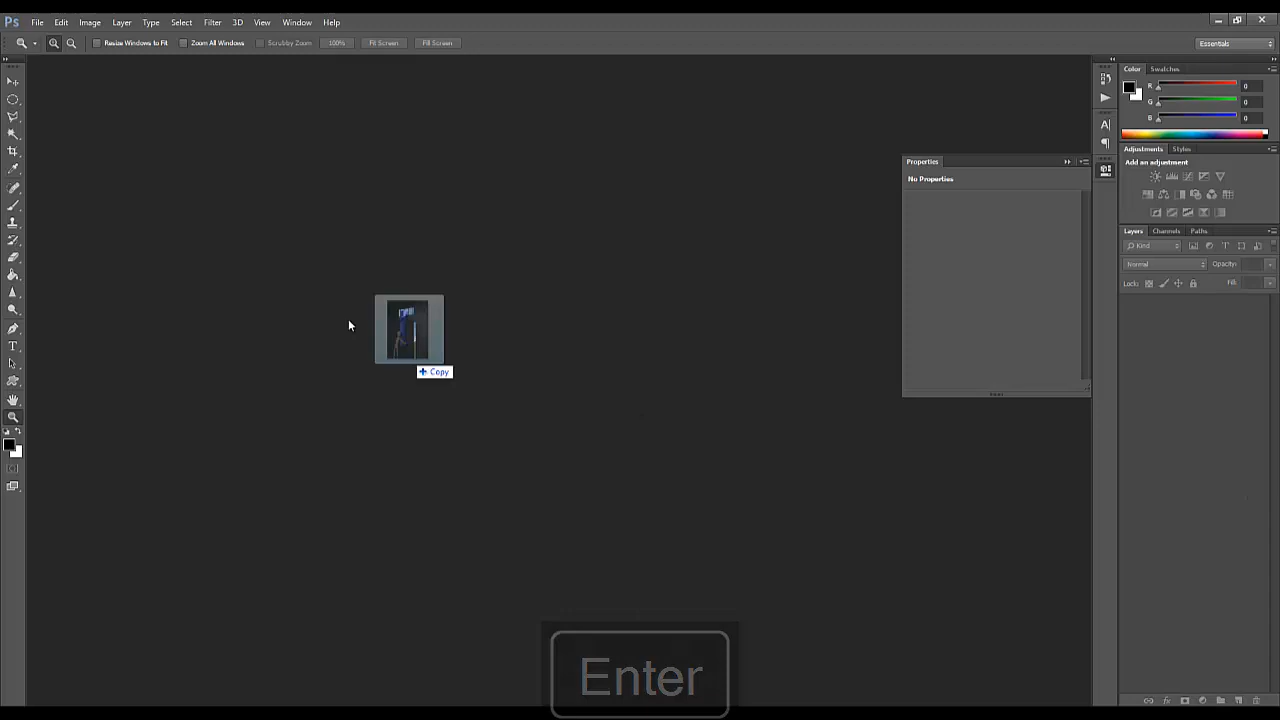 Ps File Edit Image Layer Type Select Filter 3D View Window Help
Resize Windows to Fit Zoom All Windows Scrubby Zoom 100% Fit Screen Fill Screen Essentials
Color Swatches
R 0
G 0
B 0
Adjustments Styles
Add an adjustment
Properties
No Properties
Layers Channels Paths
Kind
Normal Opacity:
Lock: Fill:
Copy
Enter